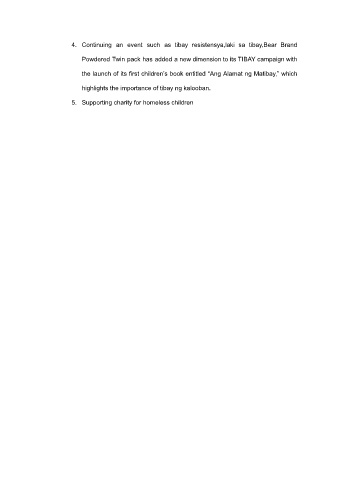 4. Continuing an event such as tibay resistensya,laki sa tibay,Bear Brand
Powdered Twin pack has added a new dimension to its TIBAY campaign with
the launch of its first children's book entitled "Ang Alamat ng Matibay," which
highlights the importance of tibay ng kalooban.
5. Supporting charity for homeless children